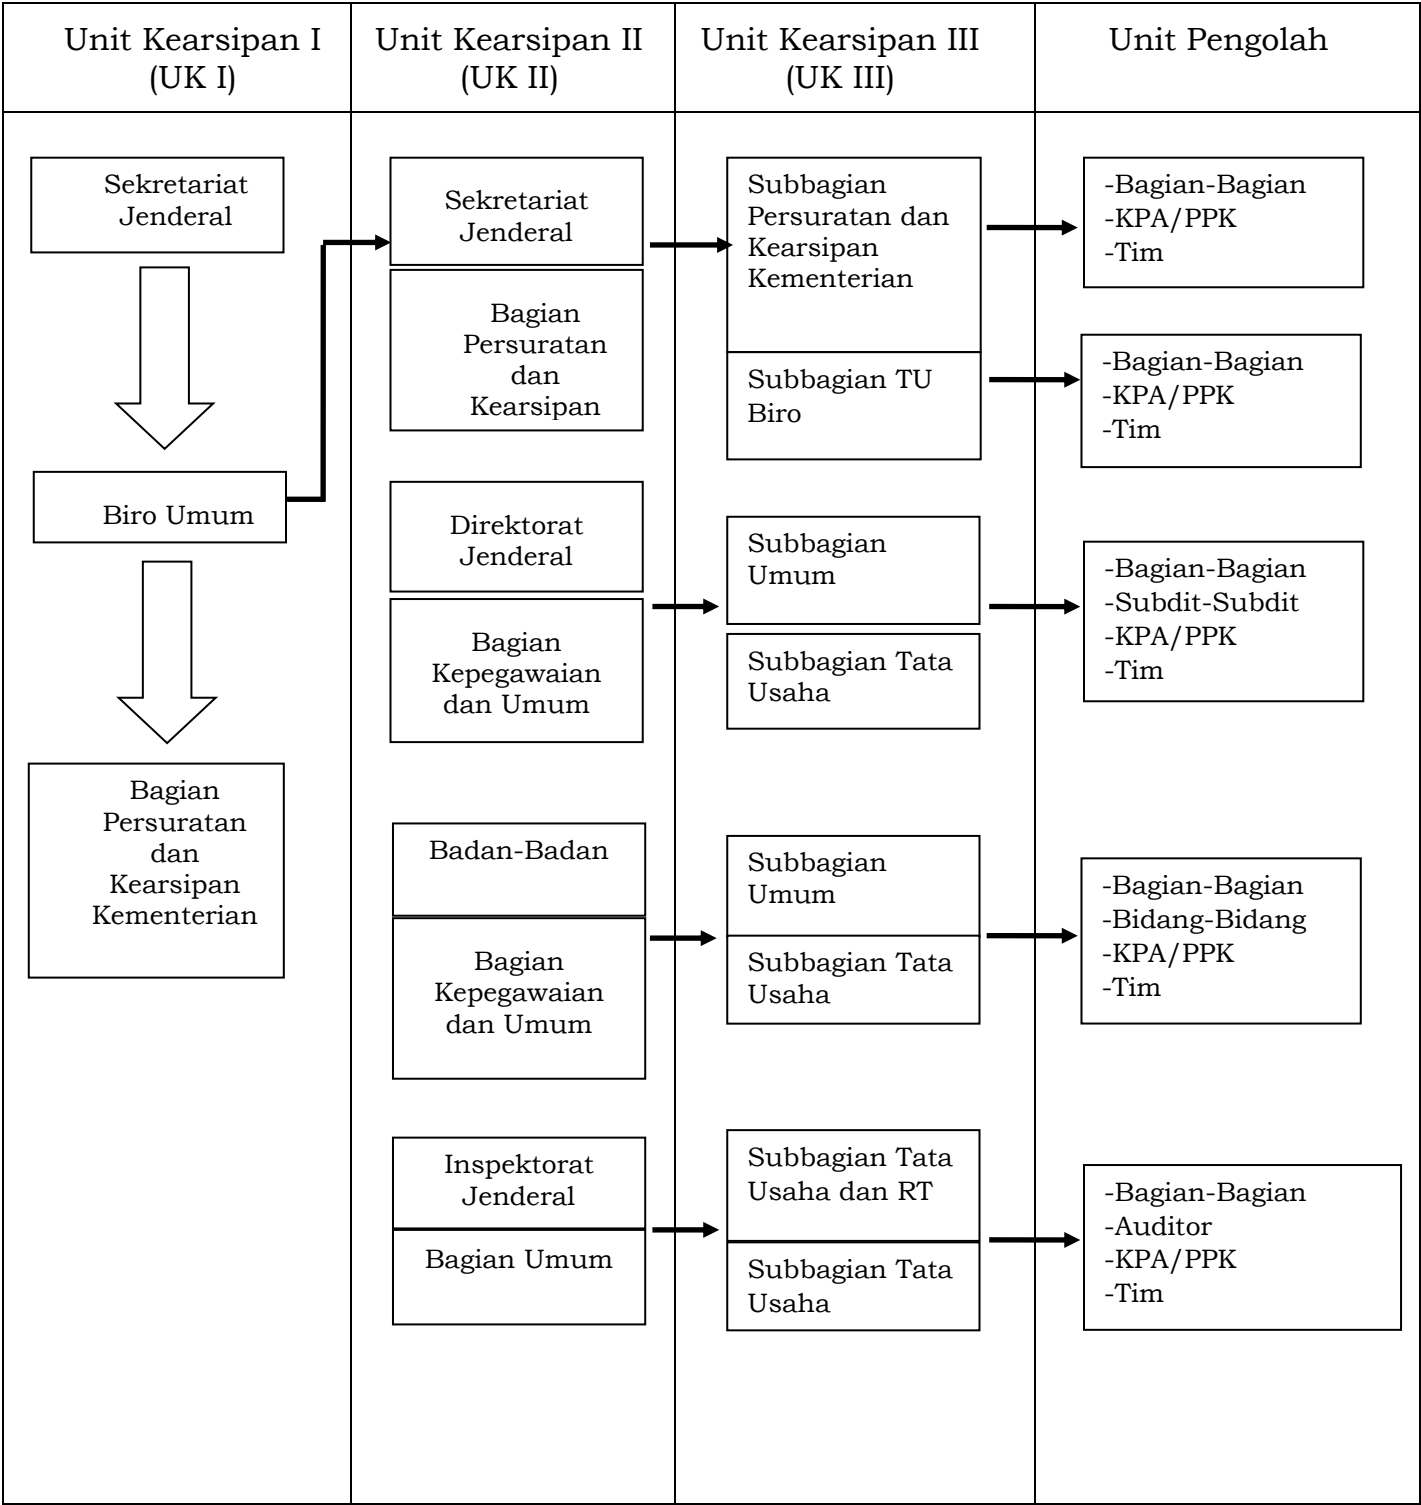 Unit Kearsipan I
(UK I)
Unit Kearsipan II
(UK II)
Unit Kearsipan III
(UK III)
Unit Pengolah
Sekretariat
Jenderal
Biro Umum
Bagian
Persuratan
dan
Kearsipan
Kementerian
Sekretariat
Jenderal
Bagian
Persuratan
dan
Kearsipan
Subbagian
Persuratan dan
Kearsipan
Kementerian
Subbagian TU
Biro
-Bagian-Bagian
-KPA/PPK
-Tim
-Bagian-Bagian
-KPA/PPK
-Tim
Direktorat
Jenderal
Bagian
Kepegawaian
dan Umum
Subbagian
Umum
Subbagian Tata
Usaha
-Bagian-Bagian
-Subdit-Subdit
-KPA/PPK
-Tim
Badan-Badan
Bagian
Kepegawaian
dan Umum
Subbagian
Umum
Subbagian Tata
Usaha
-Bagian-Bagian
-Bidang-Bidang
-KPA/PPK
-Tim
Inspektorat
Jenderal
Bagian Umum
Subbagian Tata
Usaha dan RT
Subbagian Tata
Usaha
-Bagian-Bagian
-Auditor
-KPA/PPK
-Tim